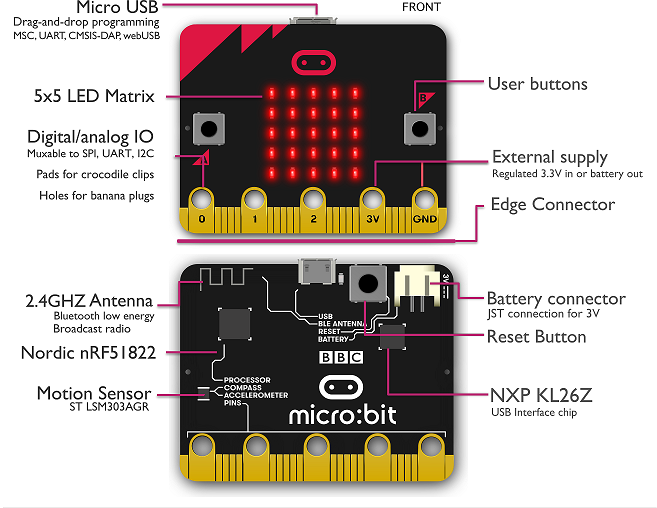 Micro USB
Drag-and-drop programming
MSC, UART, CMSIS-DAP, webUSB
FRONT
5x5 LED Matrix
User buttons
B
Digital/analog IO
Muxable to SPI, UART, I2C
A
Pads for crocodile clips
Holes for banana plugs
External supply
Regulated 3.3V in or battery out
0 1 2 3V GND
Edge Connector
2.4GHZ Antenna
Bluetooth low energy
Broadcast radio
Nordic nRF51822
Motion Sensor
ST LSM303AGR
USB
BLE ANTENNA
RESET
BATTERY
3V
BBC
PROCESSOR
COMPASS
ACCELEROMETER
PINS
micro:bit
Battery connector
JST connection for 3V
Reset Button
NXP KL26Z
USB Interface chip